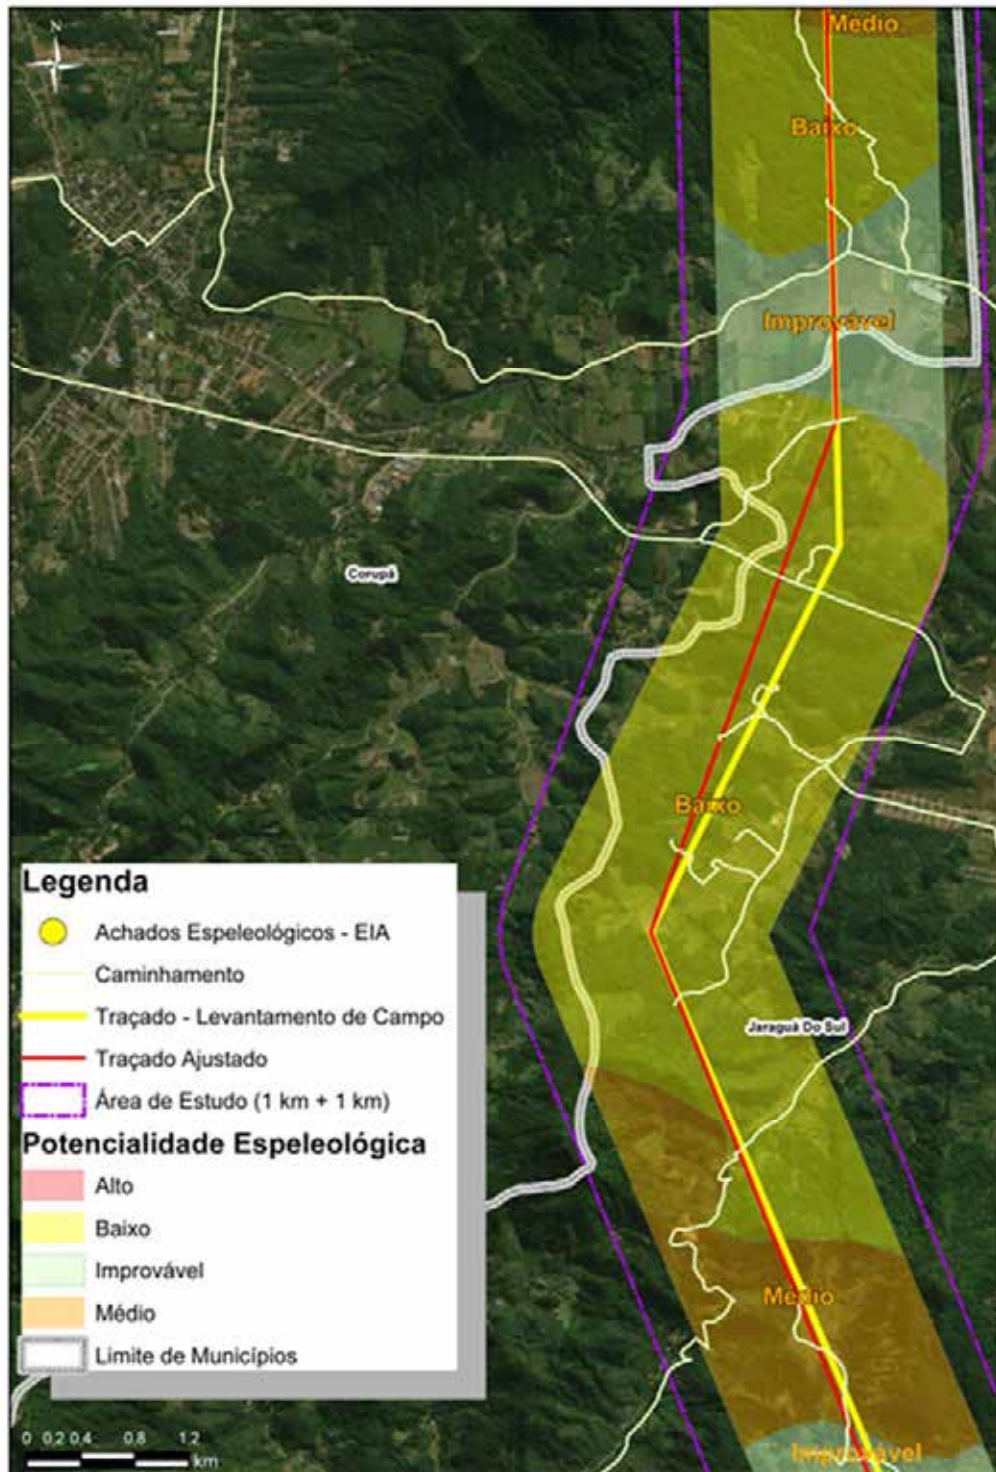 N
Médio
Baixo
Improvável
Corupá
Baixo
Legenda
Achados Espeleológicos - EIA
Caminhamento
Traçado - Levantamento de Campo
Traçado Ajustado
Área de Estudo (1 km + 1 km)
Potencialidade Espeleológica
Alto
Baixo
Improvável
Médio
Limite de Municípios
Jaraguá Do Sul
Médio
Improvável
0 0.2 0.4 0.8 1.2
km